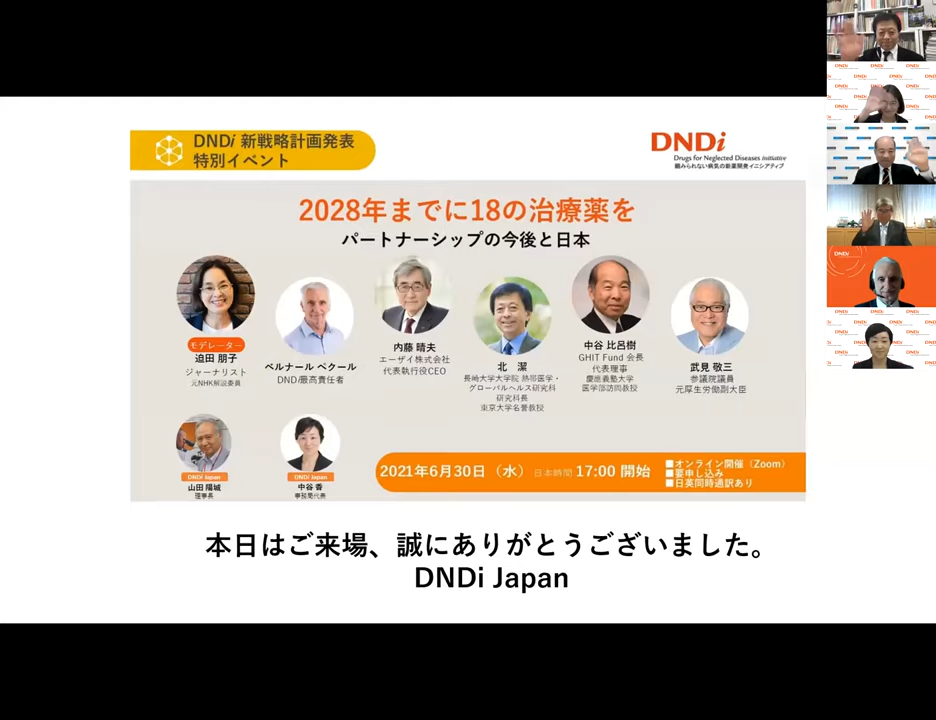 DNDi 新戦略計画発表
特別イベント
DNDi
Drugs for Neglected Diseases initiative
顧みられない病気の新薬開発イニシアティブ
2028年までに18の治療薬を
パートナーシップの今後と日本
モデレーター
迫田 朋子
ジャーナリスト
元NHK解説委員
ベルナール ペクール
DNDi最高責任者
内藤 晴夫
エーザイ株式会社
代表執行役CEO
北 潔
長崎大学大学院 熱帯医学・
グローバルヘルス研究科
研究科長
東京大学名誉教授
中谷 比呂樹
GHIT Fund 会長
代表理事
慶應義塾大学
医学部訪問教授
武見 敬三
参議院議員
元厚生労働副大臣
DNDi Japan
山田 陽城
理事長
DNDi Japan
中谷 香
事務局代表
2021年6月30日（水） 日本時間 17:00 開始
■オンライン開催（Zoom）
■要申し込み
■日英同時通訳あり
本日はご来場、誠にありがとうございました。
DNDi Japan